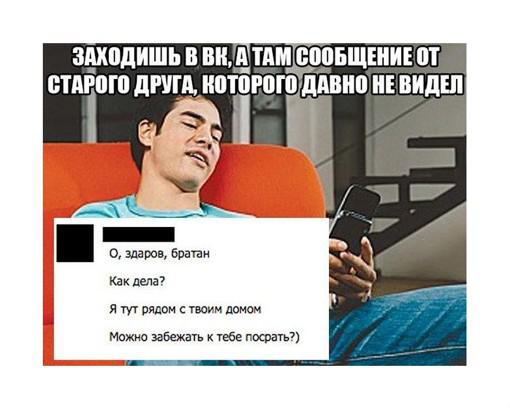 ЗАХОДИШЬ В ВК, А ТАМ СООБЩЕНИЕ ОТ
СТАРОГО ДРУГА, КОТОРОГО ДАВНО НЕ ВИДЕЛ
О, здаров, братан
Как дела?
Я тут рядом с твоим домом
Можно забежать к тебе посрать?)